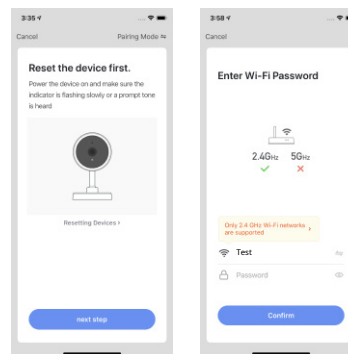 3:35
Cancel
Pairing Mode
Reset the device first.
Power the device on and make sure the
indicator is flashing slowly or a prompt tone
is heard
Resetting Devices >
next step
3:58
Cancel
Enter Wi-Fi Password
2.4GHz 5GHz
Only 2.4 GHz Wi-Fi networks
are supported
Test
Password
Confirm